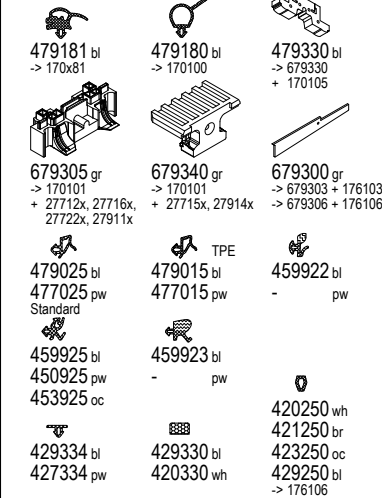 479181 bl
-> 170x81
479180 bl
-> 170100
479330 bl
-> 679330
+ 170105
679305 gr
-> 170101
+ 27712x, 27716x,
27722x, 27911x
679340 gr
-> 170101
+ 27715x, 27914x
679300 gr
-> 679303 + 176103
-> 679306 + 176106
479025 bl
477025 pw
Standard
TPE
479015 bl
477015 pw
459922 bl
- pw
459925 bl
450925 pw
453925 oc
459923 bl
- pw
420250 wh
421250 br
423250 oc
429250 bl
-> 176106
429334 bl
427334 pw
429330 bl
420330 wh